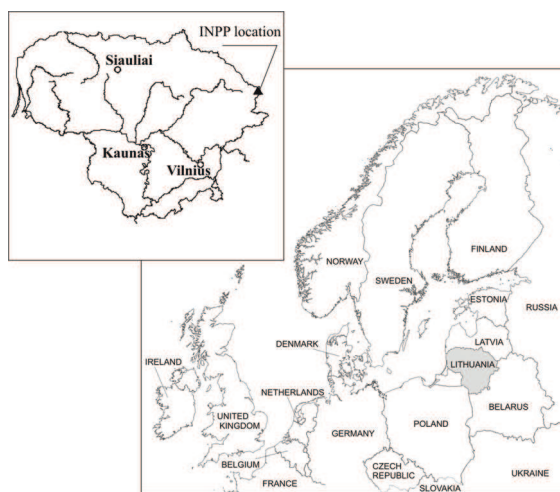 INPP location
Siauliai
Kaunas
Vilnius
FINLAND
NORWAY
SWEDEN
ESTONIA
RUSSIA
LATVIA
DENMARK
IRELAND
LITHUANIA
NETHERLANDS
BELARUS
UNITED
KINGDOM
POLAND
GERMANY
BELGIUM
CZECH
REPUBLIC
UKRAINE
FRANCE
SLOVAKIA